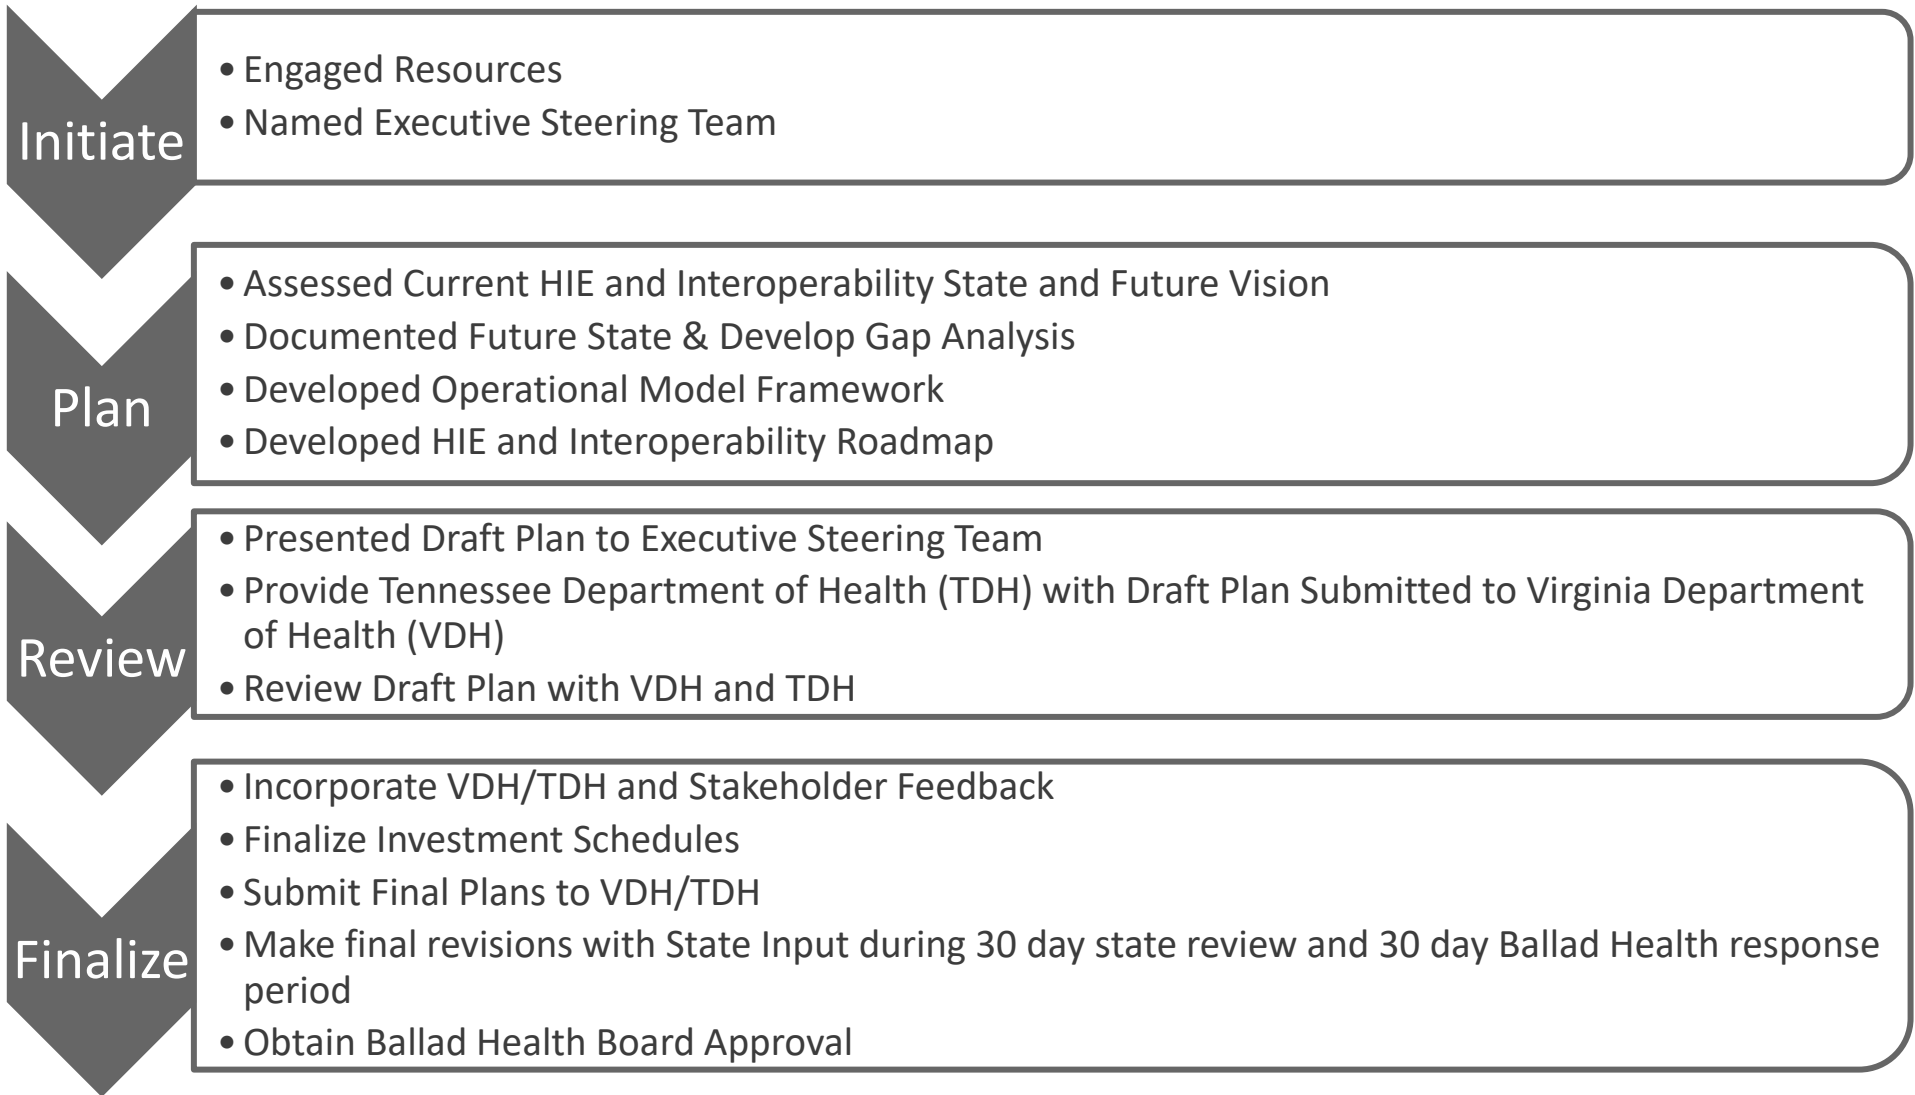 Initiate
• Engaged Resources
• Named Executive Steering Team
Plan
• Assessed Current HIE and Interoperability State and Future Vision
• Documented Future State & Develop Gap Analysis
• Developed Operational Model Framework
• Developed HIE and Interoperability Roadmap
Review
• Presented Draft Plan to Executive Steering Team
• Provide Tennessee Department of Health (TDH) with Draft Plan Submitted to Virginia Department
of Health (VDH)
• Review Draft Plan with VDH and TDH
Finalize
• Incorporate VDH/TDH and Stakeholder Feedback
• Finalize Investment Schedules
• Submit Final Plans to VDH/TDH
• Make final revisions with State Input during 30 day state review and 30 day Ballad Health response
period
• Obtain Ballad Health Board Approval